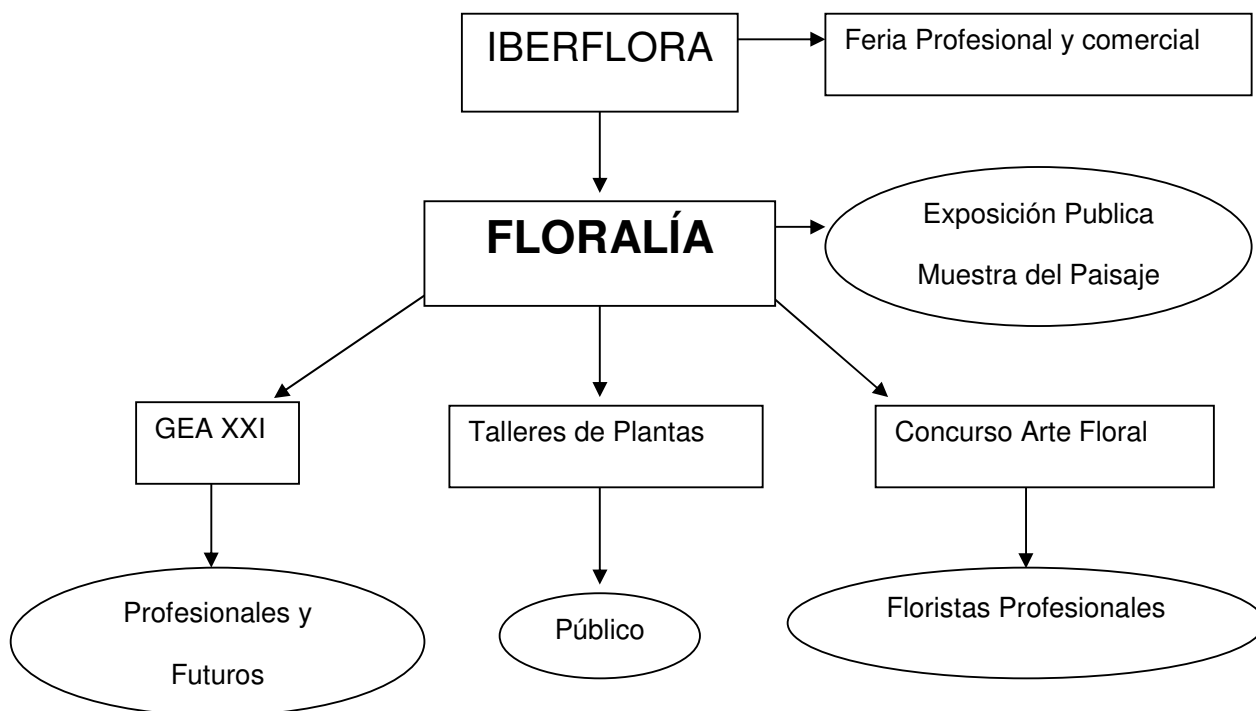 IBERFLORA
Feria Profesional y comercial
FLORALÍA
Exposición Publica
Muestra del Paisaje
GEA XXI
Talleres de Plantas
Concurso Arte Floral
Profesionales y
Futuros
Público
Floristas Profesionales